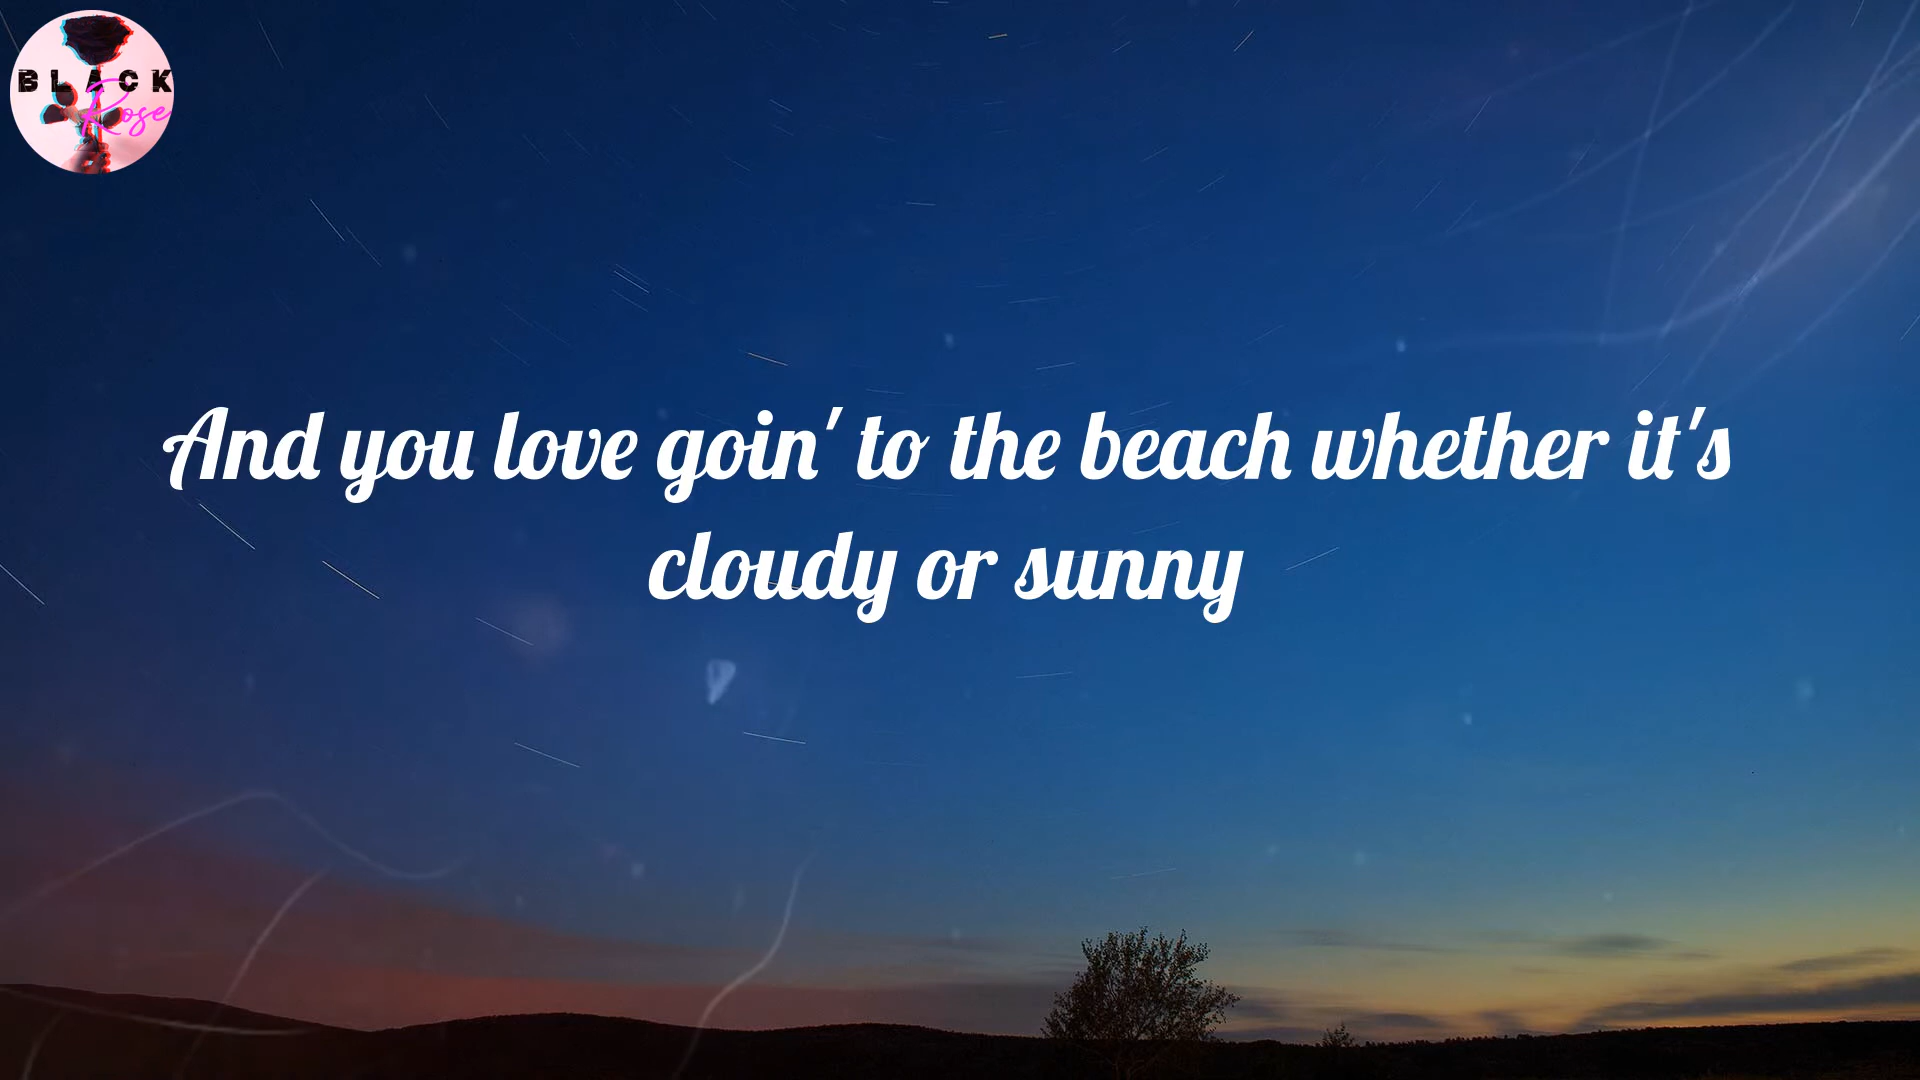 BLACK
Rose
And you love goin' to the beach whether it's
cloudy or sunny